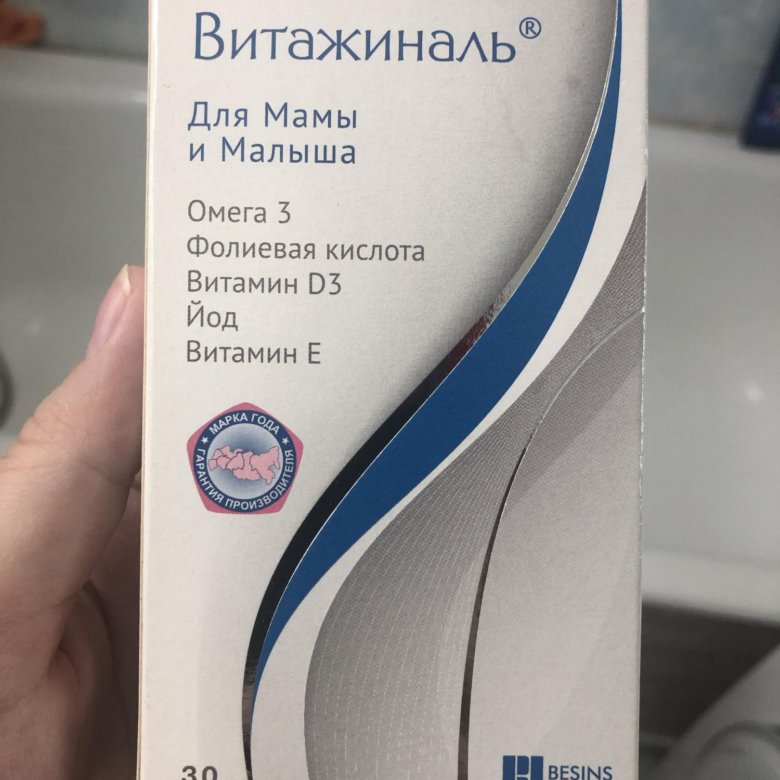 Витажиналь®
Для Мамы
и Малыша
Омега 3
Фолиевая кислота
Витамин D3
Йод
Витамин Е
МАРКА ГОДА
ГАРАНТИЯ ПРОИЗВОДИТЕЛЯ
30
BESINS